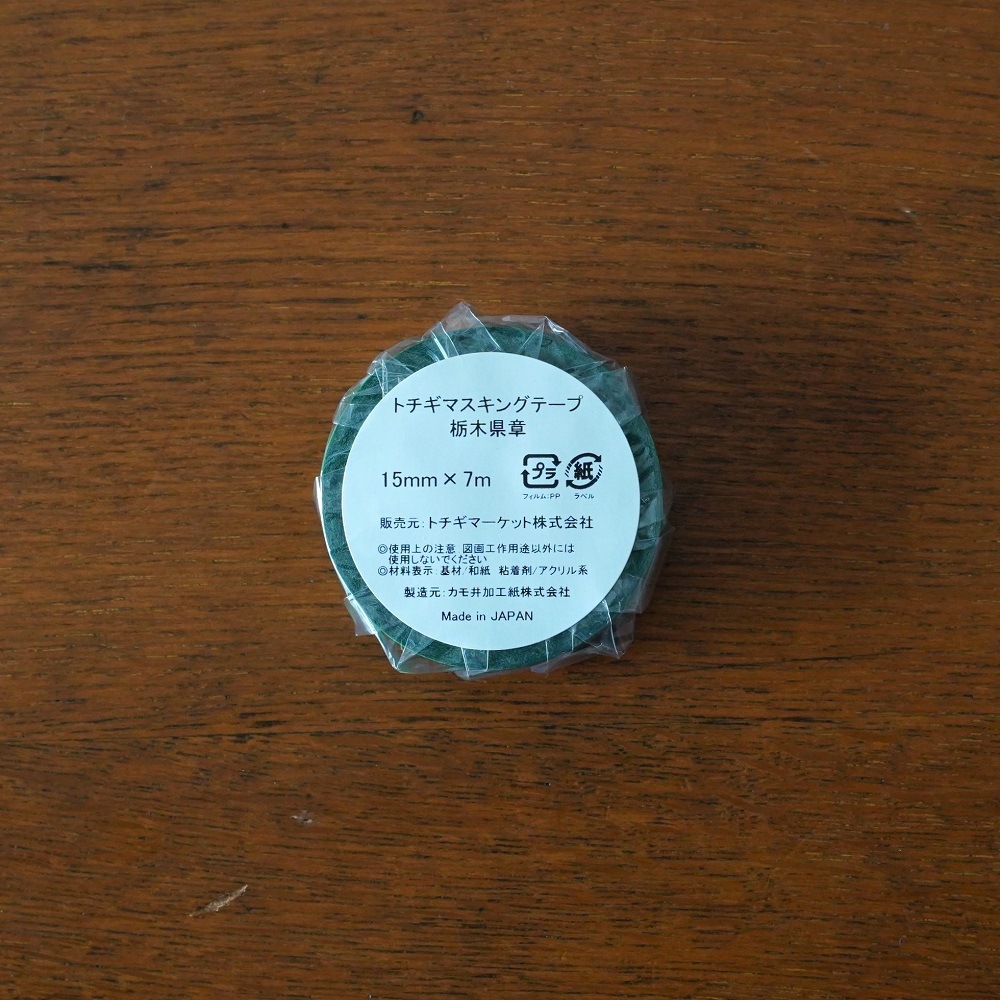 トチギマスキングテープ
栃木県章
15mm×7m
プラ 紙
フィルム:PP ラベル
販売元:トチギマーケット株式会社
◎使用上の注意 図画工作用途以外には
使用しないでください
◎材料表示 基材/和紙 粘着剤/アクリル系
製造元:カモ井加工紙株式会社
Made in JAPAN